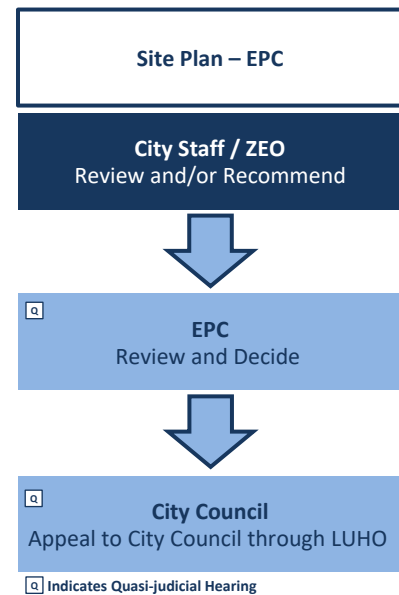 Site Plan – EPC
City Staff / ZEO
Review and/or Recommend
Q
EPC
Review and Decide
Q
City Council
Appeal to City Council through LUHO
Q Indicates Quasi-judicial Hearing